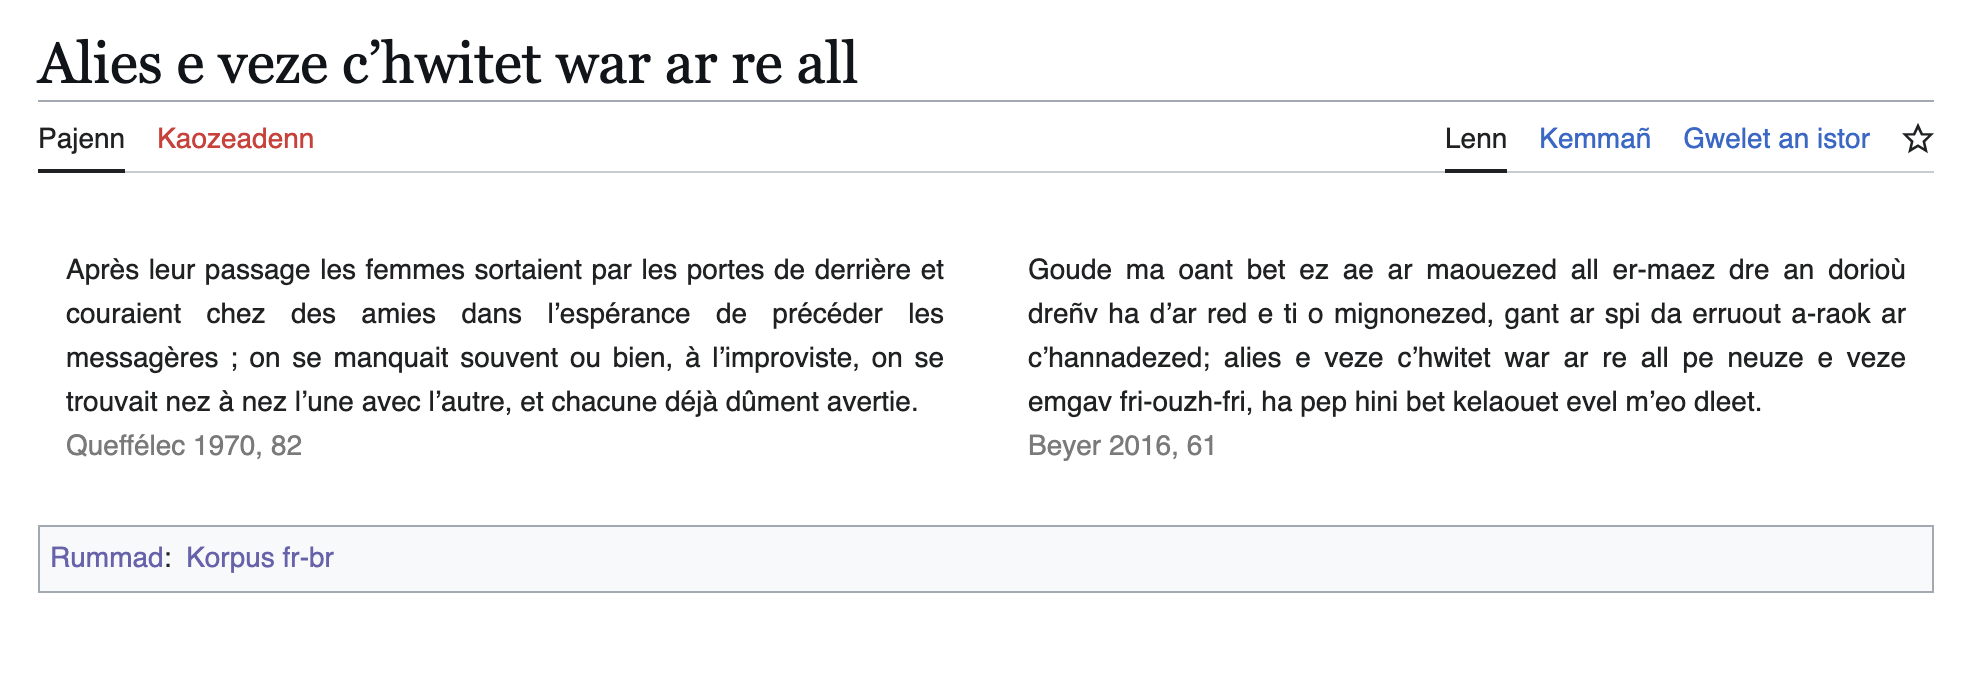 Alies e veze c’hwitet war ar re all
Pajenn Kaozeadenn Lenn Kemmañ Gwelet an istor
Après leur passage les femmes sortaient par les portes de derrière et
couraient chez des amies dans l’espérance de précéder les
messagères ; on se manquait souvent ou bien, à l’improviste, on se
trouvait nez à nez l’une avec l’autre, et chacune déjà dûment avertie.
Queffélec 1970, 82
Goude ma oant bet ez ae ar maouezed all er-maez dre an dorioù
dreñv ha d’ar red e ti o mignonezed, gant ar spi da erruout a-raok ar
c’hannadezed; alies e veze c’hwitet war ar re all pe neuze e veze
emgav fri-ouzh-fri, ha pep hini bet kelaouet evel m’eo dleet.
Beyer 2016, 61
Rummad: Korpus fr-br